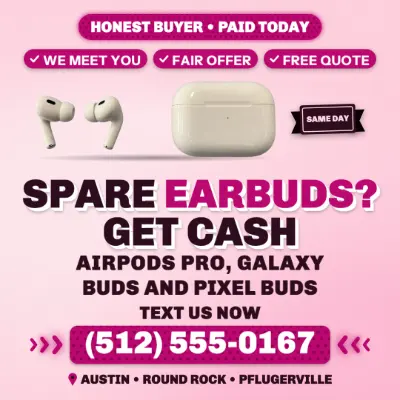 HONEST BUYER • PAID TODAY
✓ WE MEET YOU ✓ FAIR OFFER ✓ FREE QUOTE
SAME DAY
SPARE EARBUDS?
GET CASH
AIRPODS PRO, GALAXY
BUDS AND PIXEL BUDS
TEXT US NOW
››› (512) 555-0167 ‹‹‹
AUSTIN • ROUND ROCK • PFLUGERVILLE